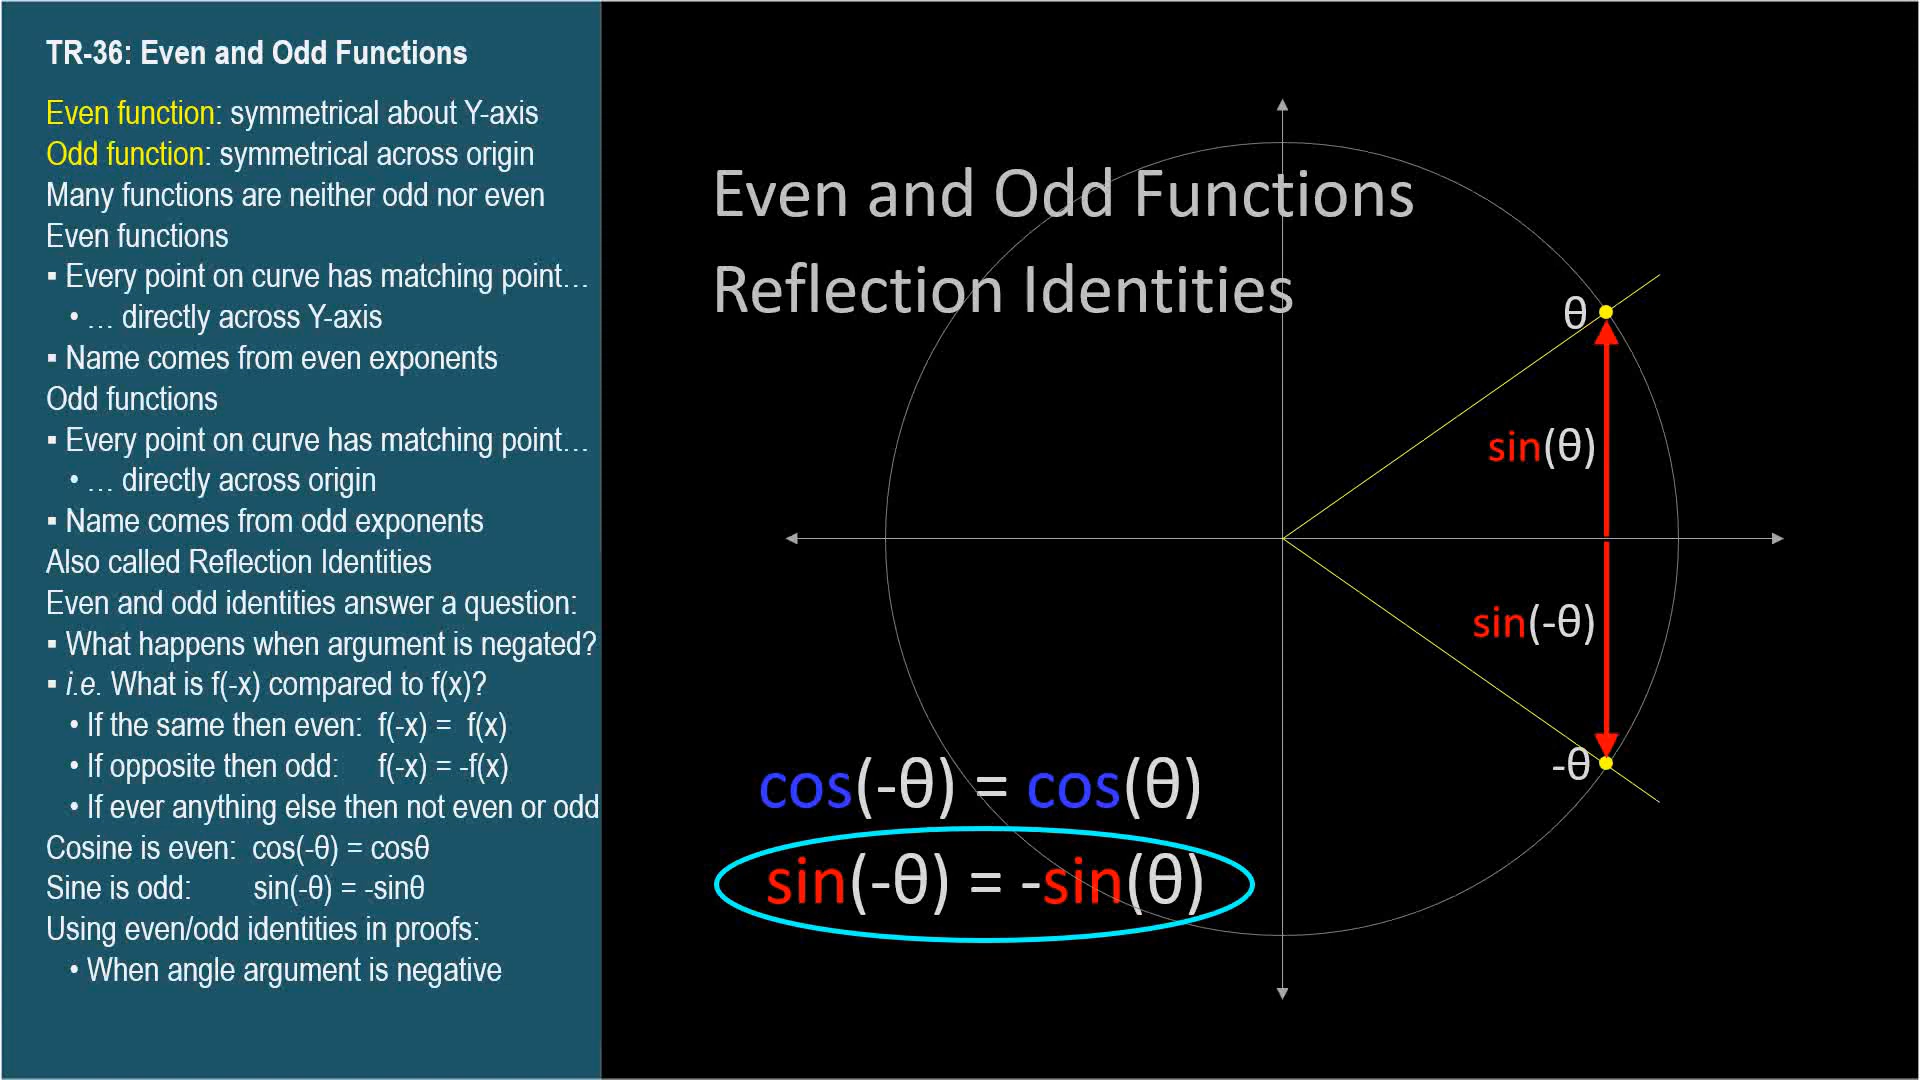 TR-36: Even and Odd Functions
Even function: symmetrical about Y-axis
Odd function: symmetrical across origin
Many functions are neither odd nor even
Even functions
▪ Every point on curve has matching point…
• … directly across Y-axis
▪ Name comes from even exponents
Odd functions
▪ Every point on curve has matching point…
• … directly across origin
▪ Name comes from odd exponents
Also called Reflection Identities
Even and odd identities answer a question:
▪ What happens when argument is negated?
▪ i.e. What is f(-x) compared to f(x)?
• If the same then even: f(-x) = f(x)
• If opposite then odd: f(-x) = -f(x)
• If ever anything else then not even or odd
Cosine is even: cos(-θ) = cosθ
Sine is odd: sin(-θ) = -sinθ
Using even/odd identities in proofs:
• When angle argument is negative
Even and Odd Functions
Reflection Identities
θ
sin(θ)
sin(-θ)
-θ
cos(-θ) = cos(θ)
sin(-θ) = -sin(θ)